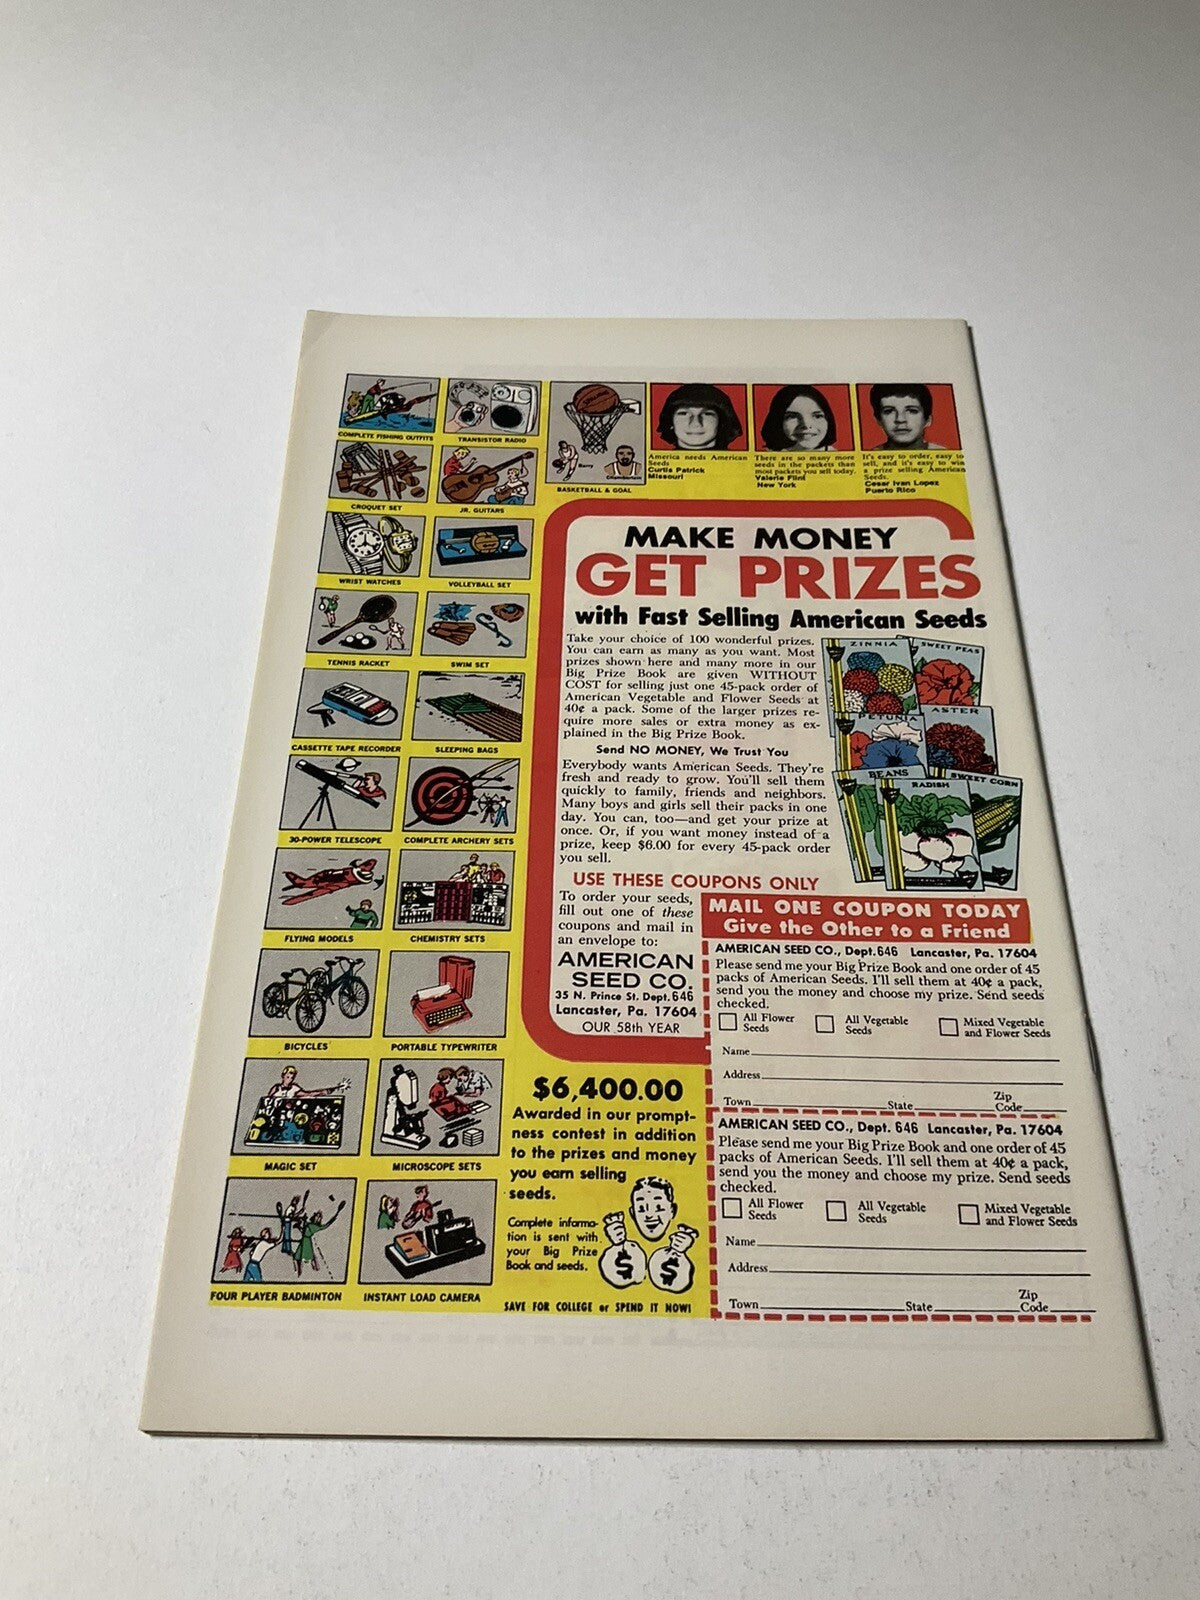 COMPLETE FISHING OUTFITS
TRANSISTOR RADIO
CROQUET SET
JR. GUITARS
WRIST WATCHES
VOLLEYBALL SET
TENNIS RACKET
SWIM SET
CASSETTE TAPE RECORDER
SLEEPING BAGS
30-POWER TELESCOPE
COMPLETE ARCHERY SETS
FLYING MODELS
CHEMISTRY SETS
BICYCLES
PORTABLE TYPEWRITER
MAGIC SET
MICROSCOPE SETS
FOUR PLAYER BADMINTON
INSTANT LOAD CAMERA
Barry
Chamberlain
BASKETBALL & GOAL
America needs American
Seeds
Curtis Patrick
Missouri
There are so many more
seeds in the packets than
most packets you sell today.
Valerie Flint
New York
It's easy to order, easy to
sell, and it's easy to win
a prize selling American
Seeds.
Cesar Ivan Lopez
Puerto Rico
MAKE MONEY
GET PRIZES
with Fast Selling American Seeds
Take your choice of 100 wonderful prizes.
You can earn as many as you want. Most
prizes shown here and many more in our
Big Prize Book are given WITHOUT
COST for selling just one 45-pack order of
American Vegetable and Flower Seeds at
40¢ a pack. Some of the larger prizes re-
quire more sales or extra money as ex-
plained in the Big Prize Book.
Send NO MONEY, We Trust You
Everybody wants American Seeds. They're
fresh and ready to grow. You'll sell them
quickly to family, friends and neighbors.
Many boys and girls sell their packs in one
day. You can, too—and get your prize at
once. Or, if you want money instead of a
prize, keep $6.00 for every 45-pack order
you sell.
ZINNIA
SWEET PEAS
PETUNIA
ASTER
BEANS
RADISH
SWEET CORN
USE THESE COUPONS ONLY
To order your seeds,
fill out one of these
coupons and mail in
an envelope to:
AMERICAN
SEED CO.
35 N. Prince St. Dept. 646
Lancaster, Pa. 17604
OUR 58th YEAR
MAIL ONE COUPON TODAY
Give the Other to a Friend
AMERICAN SEED CO., Dept. 646 Lancaster, Pa. 17604
Please send me your Big Prize Book and one order of 45
packs of American Seeds. I'll sell them at 40¢ a pack,
send you the money and choose my prize. Send seeds
checked.
All Flower Seeds All Vegetable Seeds Mixed Vegetable and Flower Seeds
Name
Address
Town State Zip Code
AMERICAN SEED CO., Dept. 646 Lancaster, Pa. 17604
Please send me your Big Prize Book and one order of 45
packs of American Seeds. I'll sell them at 40¢ a pack,
send you the money and choose my prize. Send seeds
checked.
All Flower Seeds All Vegetable Seeds Mixed Vegetable and Flower Seeds
Name
Address
Town State Zip Code
$6,400.00
Awarded in our prompt-
ness contest in addition
to the prizes and money
you earn selling
seeds.
Complete informa-
tion is sent with
your Big Prize
Book and seeds.
$ $
SAVE FOR COLLEGE or SPEND IT NOW!